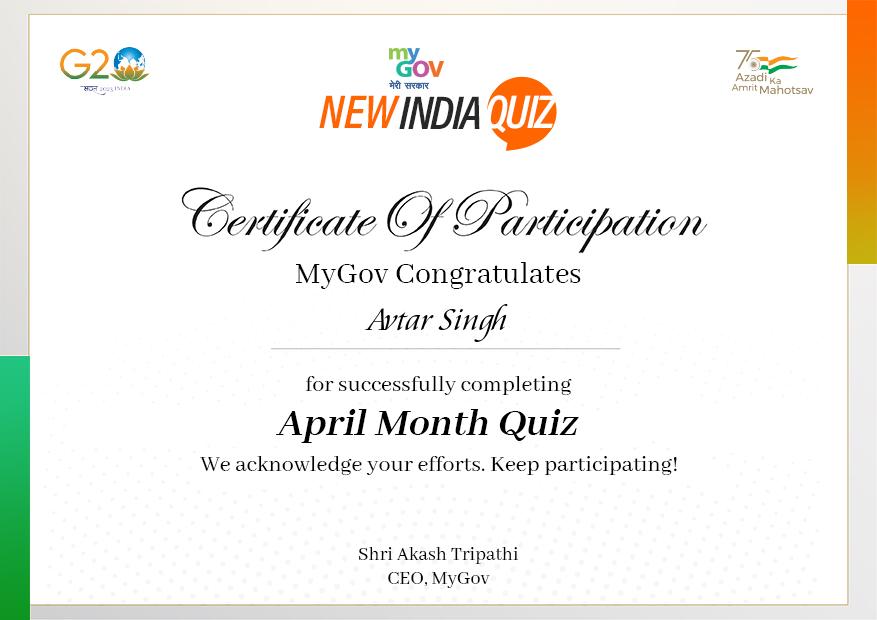 G20
भारत 2023 INDIA
my
GOV
मेरी सरकार
NEW INDIA QUIZ
75
Azadi Ka
Amrit Mahotsav
Certificate Of Participation
MyGov Congratulates
Avtar Singh
for successfully completing
April Month Quiz
We acknowledge your efforts. Keep participating!
Shri Akash Tripathi
CEO, MyGov